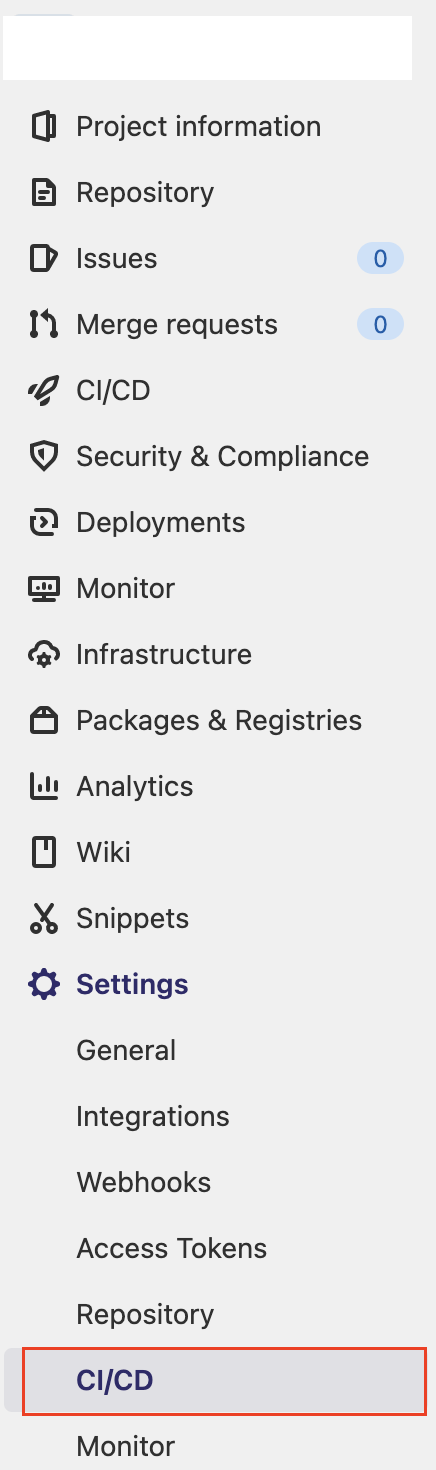 Project information
Repository
Issues 0
Merge requests 0
CI/CD
Security & Compliance
Deployments
Monitor
Infrastructure
Packages & Registries
Analytics
Wiki
Snippets
Settings
General
Integrations
Webhooks
Access Tokens
Repository
CI/CD
Monitor